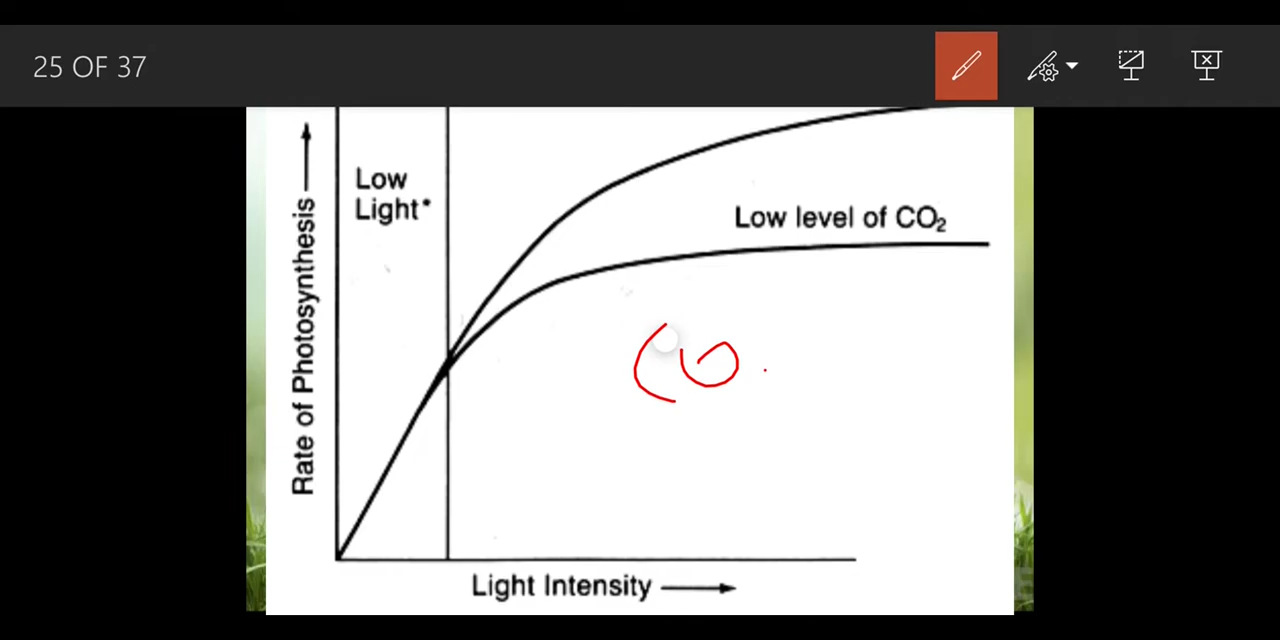 25 OF 37
Low
Light*
Low level of CO₂
Rate of Photosynthesis
Light Intensity